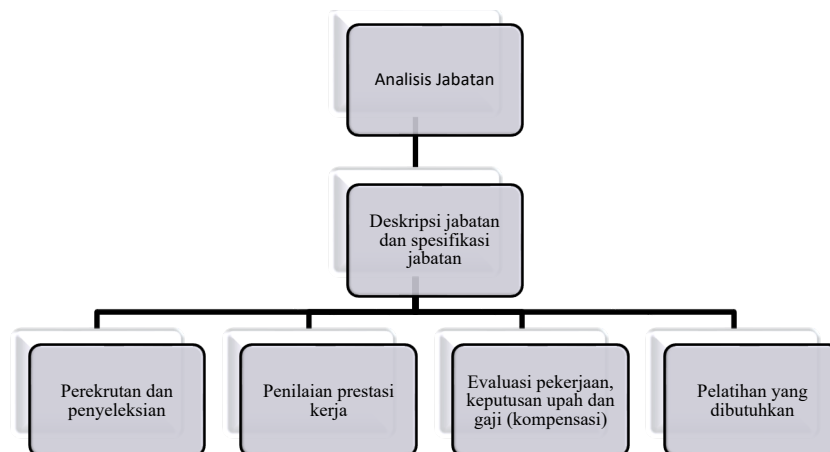 Analisis Jabatan
Deskripsi jabatan
dan spesifikasi
jabatan
Perekrutan dan
penyeleksian
Penilaian prestasi
kerja
Evaluasi pekerjaan,
keputusan upah dan
gaji (kompensasi)
Pelatihan yang
dibutuhkan